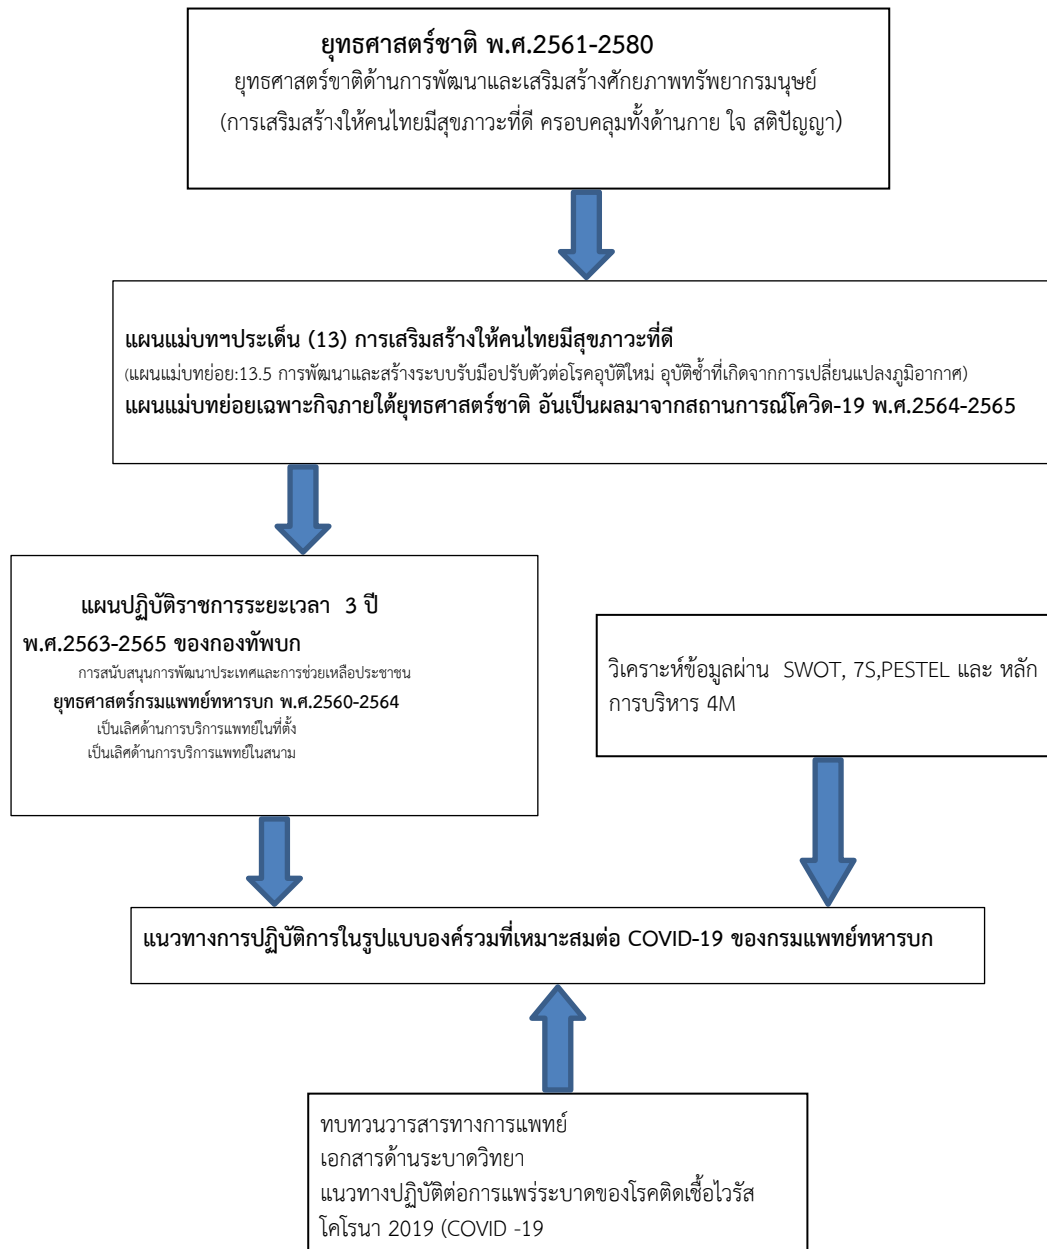 ยุทธศาสตร์ชาติ พ.ศ.2561-2580
ยุทธศาสตร์ขาติด้านการพัฒนาและเสริมสร้างศักยภาพทรัพยากรมนุษย์
(การเสริมสร้างให้คนไทยมีสุขภาวะที่ดี ครอบคลุมทั้งด้านกาย ใจ สติปัญญา)
แผนแม่บทฯประเด็น (13) การเสริมสร้างให้คนไทยมีสุขภาวะที่ดี
(แผนแม่บทย่อย:13.5 การพัฒนาและสร้างระบบรับมือปรับตัวต่อโรคอุบัติใหม่ อุบัติซ้ำที่เกิดจากการเปลี่ยนแปลงภูมิอากาศ)
แผนแม่บทย่อยเฉพาะกิจภายใต้ยุทธศาสตร์ชาติ อันเป็นผลมาจากสถานการณ์โควิด-19 พ.ศ.2564-2565
แผนปฏิบัติราชการระยะเวลา 3 ปี
พ.ศ.2563-2565 ของกองทัพบก
การสนับสนุนการพัฒนาประเทศและการช่วยเหลือประชาชน
ยุทธศาสตร์กรมแพทย์ทหารบก พ.ศ.2560-2564
เป็นเลิศด้านการบริการแพทย์ในที่ตั้ง
เป็นเลิศด้านการบริการแพทย์ในสนาม
วิเคราะห์ข้อมูลผ่าน SWOT, 7S,PESTEL และ หลัก
การบริหาร 4M
แนวทางการปฏิบัติการในรูปแบบองค์รวมที่เหมาะสมต่อ COVID-19 ของกรมแพทย์ทหารบก
ทบทวนวารสารทางการแพทย์
เอกสารด้านระบาดวิทยา
แนวทางปฏิบัติต่อการแพร่ระบาดของโรคติดเชื้อไวรัส
โคโรนา 2019 (COVID -19